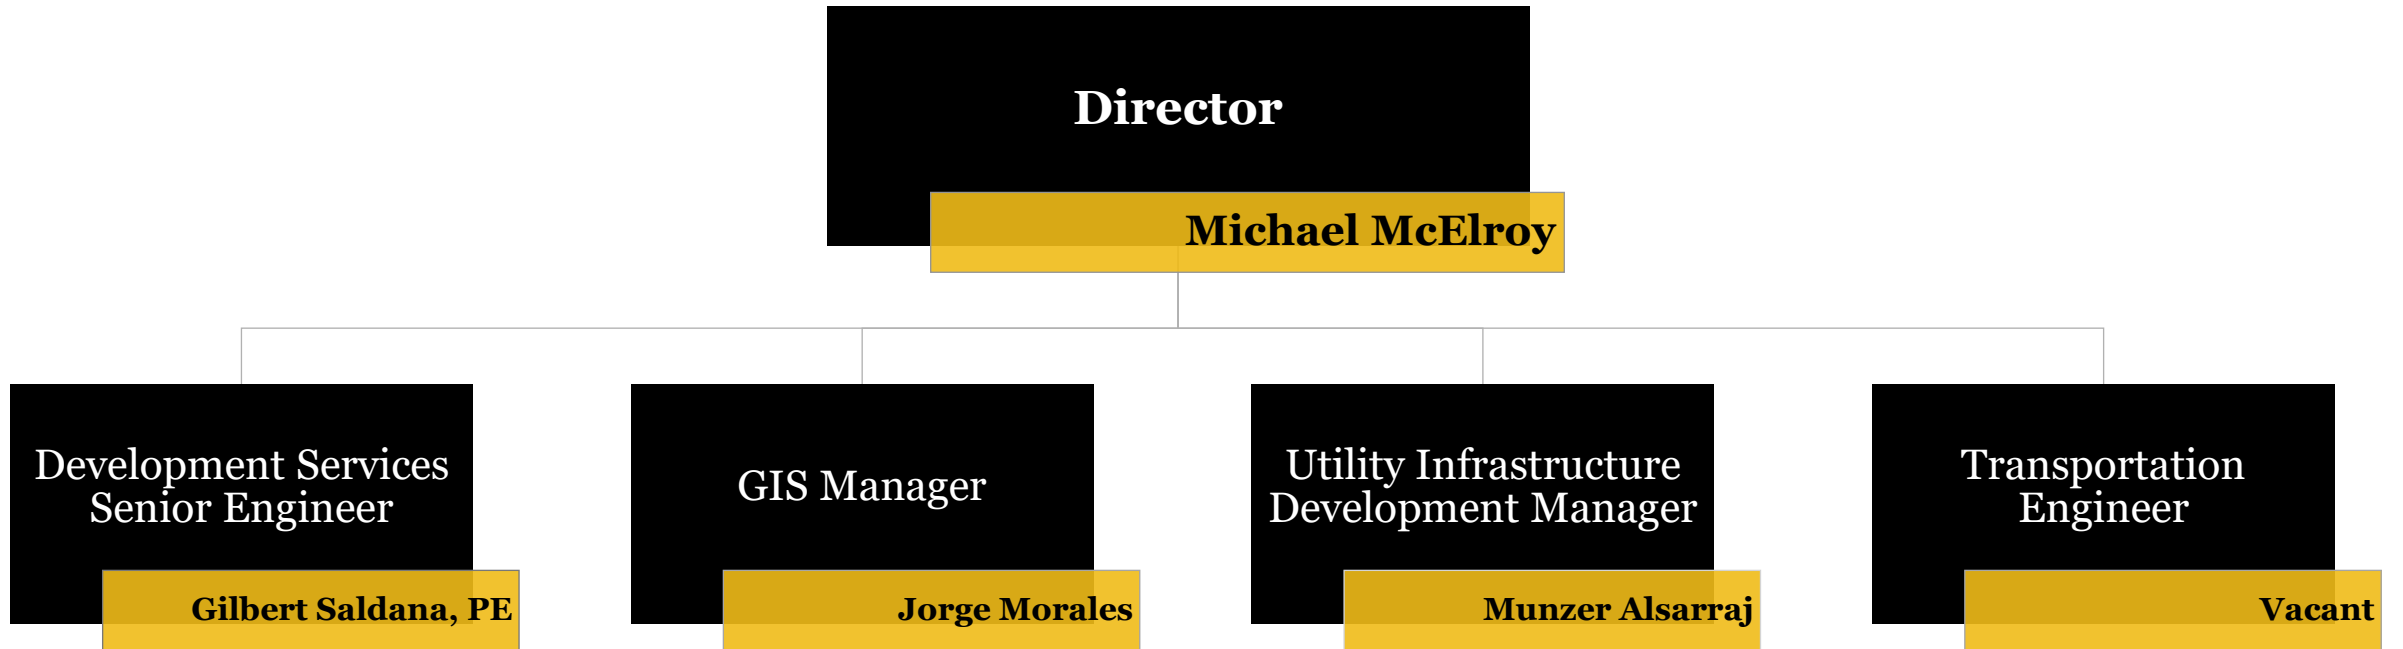 Director
Michael McElroy
Development Services
Senior Engineer
Gilbert Saldana, PE
GIS Manager
Jorge Morales
Utility Infrastructure
Development Manager
Munzer Alsarraj
Transportation
Engineer
Vacant